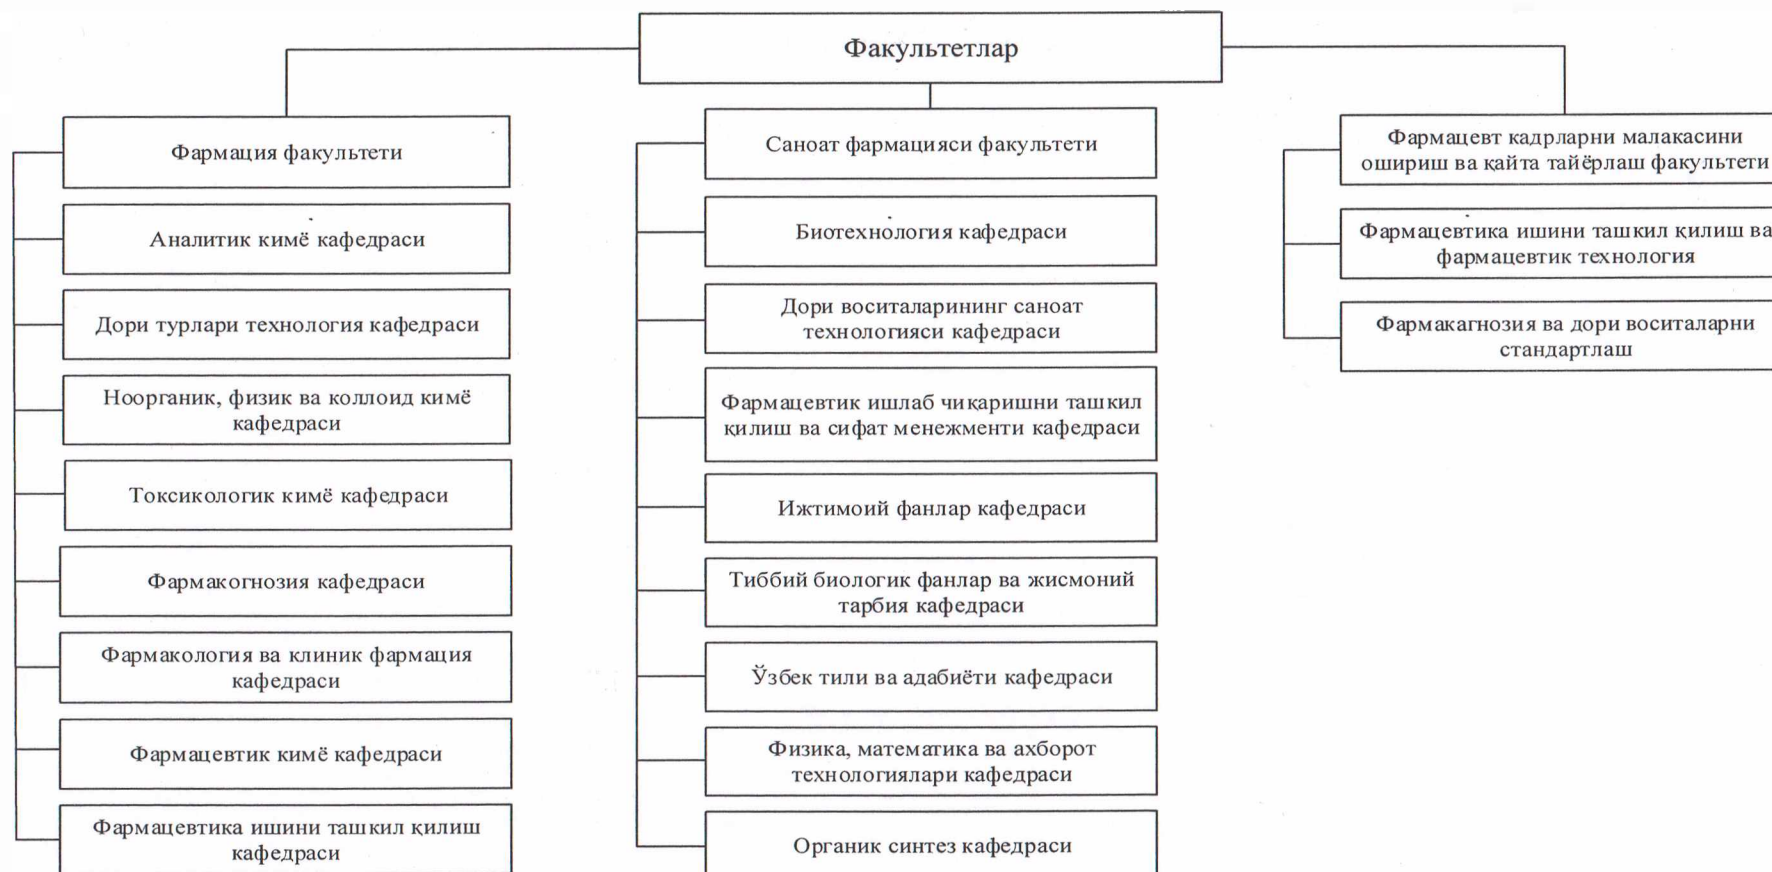 Факультетлар
Фармация факультети
Аналитик кимё кафедраси
Дори турлари технология кафедраси
Ноорганик, физик ва коллоид кимё
кафедраси
Токсикологик кимё кафедраси
Фармакогнозия кафедраси
Фармакология ва клиник фармация
кафедраси
Фармацевтик кимё кафедраси
Фармацевтика ишини ташкил қилиш
кафедраси
Саноат фармацияси факультети
Биотехнология кафедраси
Дори воситаларининг саноат
технологияси кафедраси
Фармацевтик ишлаб чиқаришни ташкил
қилиш ва сифат менежменти кафедраси
Ижтимоий фанлар кафедраси
Тиббий биологик фанлар ва жисмоний
тарбия кафедраси
Ўзбек тили ва адабиёти кафедраси
Физика, математика ва ахборот
технологиялари кафедраси
Органик синтез кафедраси
Фармацевт кадрларни малакасини
ошириш ва қайта тайёрлаш факультети
Фармацевтика ишини ташкил қилиш ва
фармацевтик технология
Фармакагнозия ва дори воситаларни
стандартлаш